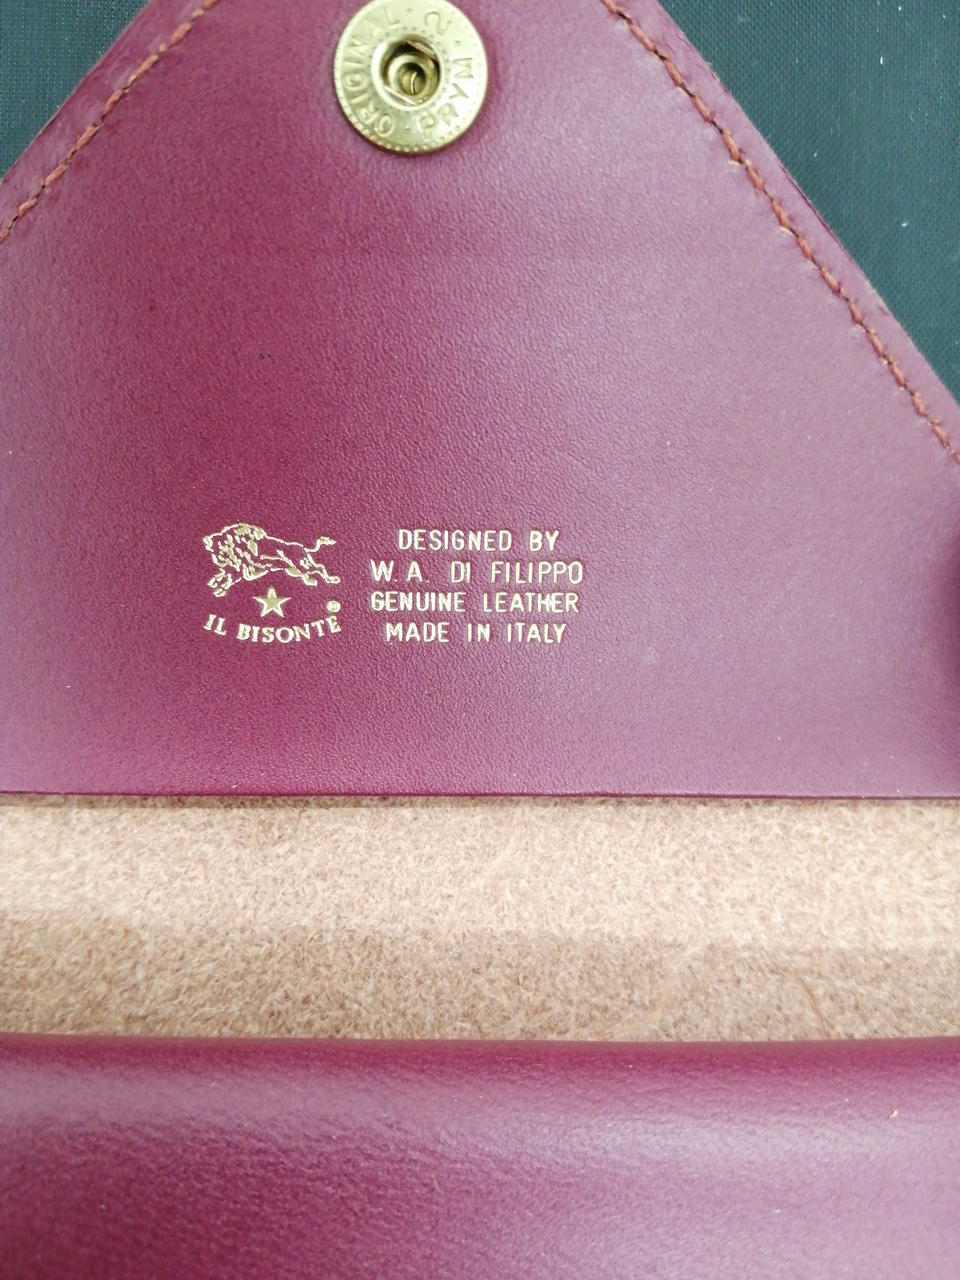 ORIGINAL · 2 · PRYM ·
DESIGNED BY
W. A. DI FILIPPO
GENUINE LEATHER
MADE IN ITALY
®
IL BISONTE